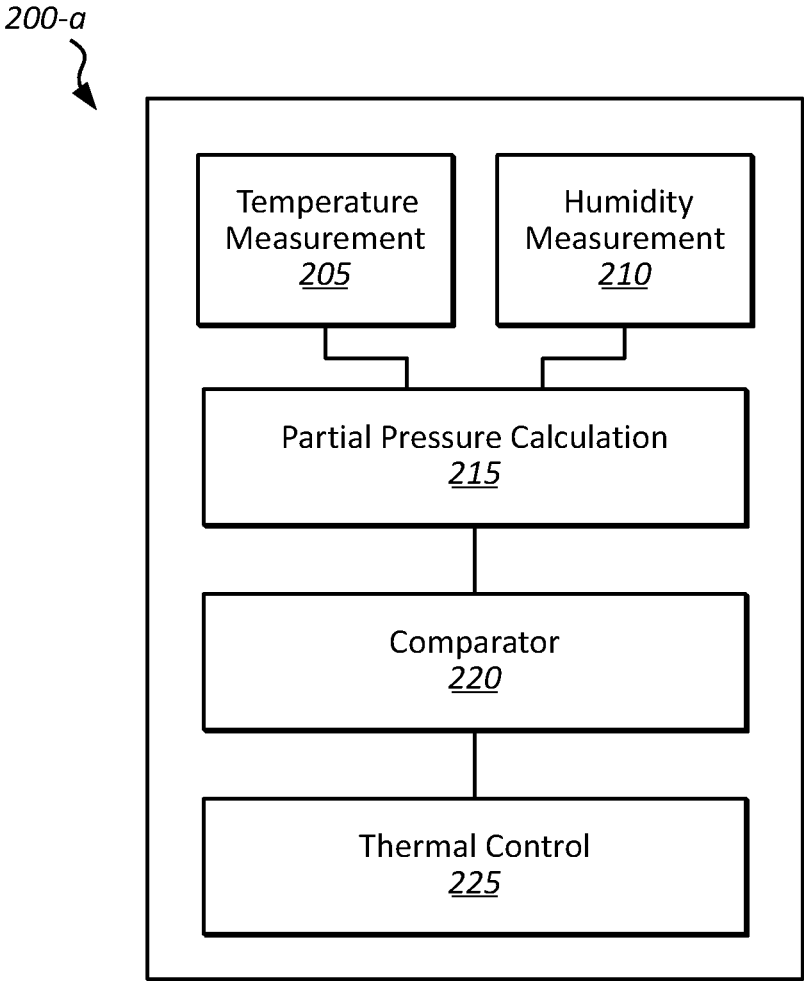 200-a
Temperature
Measurement
205
Humidity
Measurement
210
Partial Pressure Calculation
215
Comparator
220
Thermal Control
225